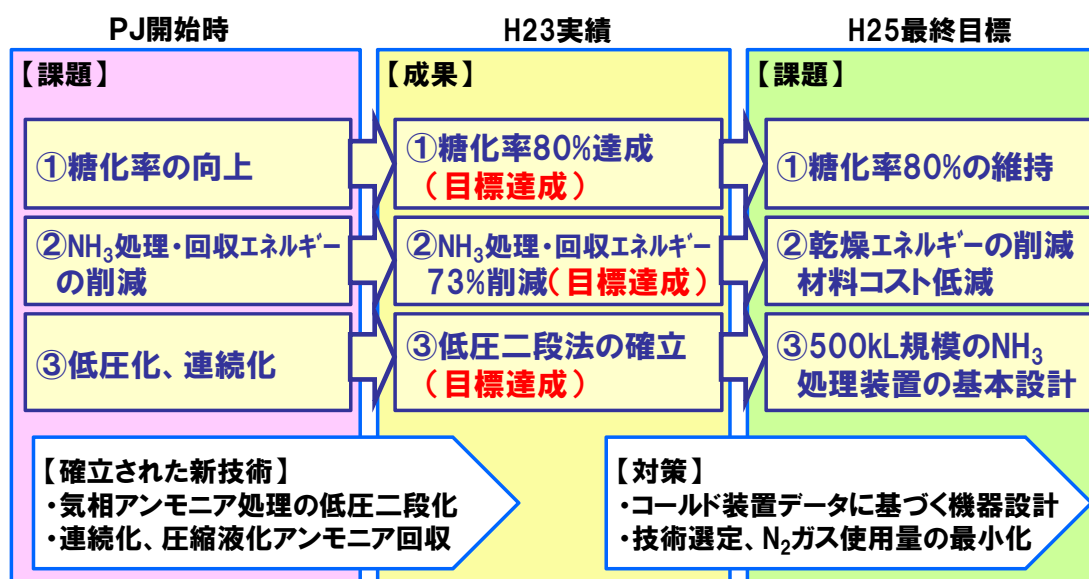 PJ開始時
【課題】
①糖化率の向上
②NH₃処理・回収エネルギー
の削減
③低圧化、連続化
H23実績
【成果】
①糖化率80%達成
(目標達成)
②NH₃処理・回収エネルギー
73%削減(目標達成)
③低圧二段法の確立
(目標達成)
H25最終目標
【課題】
①糖化率80%の維持
②乾燥エネルギーの削減
材料コスト低減
③500kL規模のNH₃
処理装置の基本設計
【確立された新技術】
・気相アンモニア処理の低圧二段化
・連続化、圧縮液化アンモニア回収
【対策】
・コールド装置データに基づく機器設計
・技術選定、N₂ガス使用量の最小化